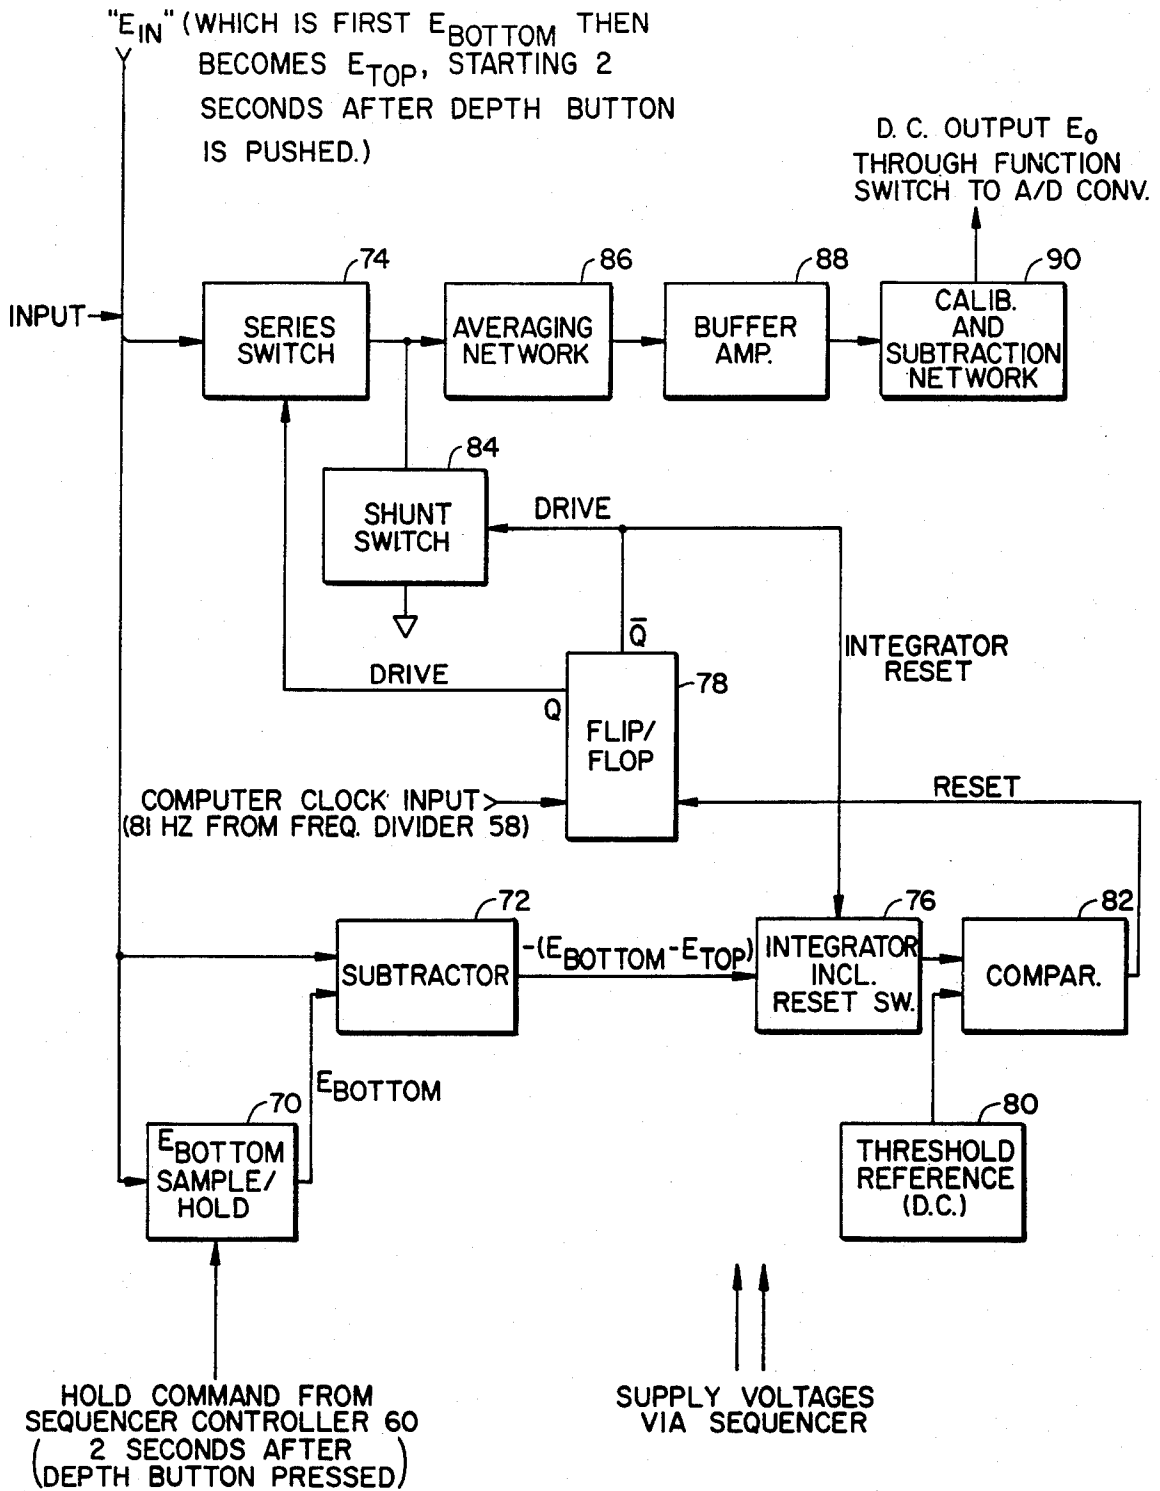 "EIN" (WHICH IS FIRST EBOTTOM THEN
BECOMES ETOP, STARTING 2
SECONDS AFTER DEPTH BUTTON
IS PUSHED.)
D.C. OUTPUT EO
THROUGH FUNCTION
SWITCH TO A/D CONV.
INPUT
74
SERIES
SWITCH
86
AVERAGING
NETWORK
88
BUFFER
AMP.
90
CALIB.
AND
SUBTRACTION
NETWORK
84
SHUNT
SWITCH
DRIVE
Q̅
INTEGRATOR
RESET
DRIVE
Q
78
FLIP/
FLOP
COMPUTER CLOCK INPUT
(81 HZ FROM FREQ. DIVIDER 58)
RESET
72
SUBTRACTOR
-(EBOTTOM-ETOP)
76
INTEGRATOR
INCL.
RESET SW.
82
COMPAR.
EBOTTOM
70
EBOTTOM
SAMPLE/
HOLD
80
THRESHOLD
REFERENCE
(D.C.)
HOLD COMMAND FROM
SEQUENCER CONTROLLER 60
(2 SECONDS AFTER
DEPTH BUTTON PRESSED)
SUPPLY VOLTAGES
VIA SEQUENCER